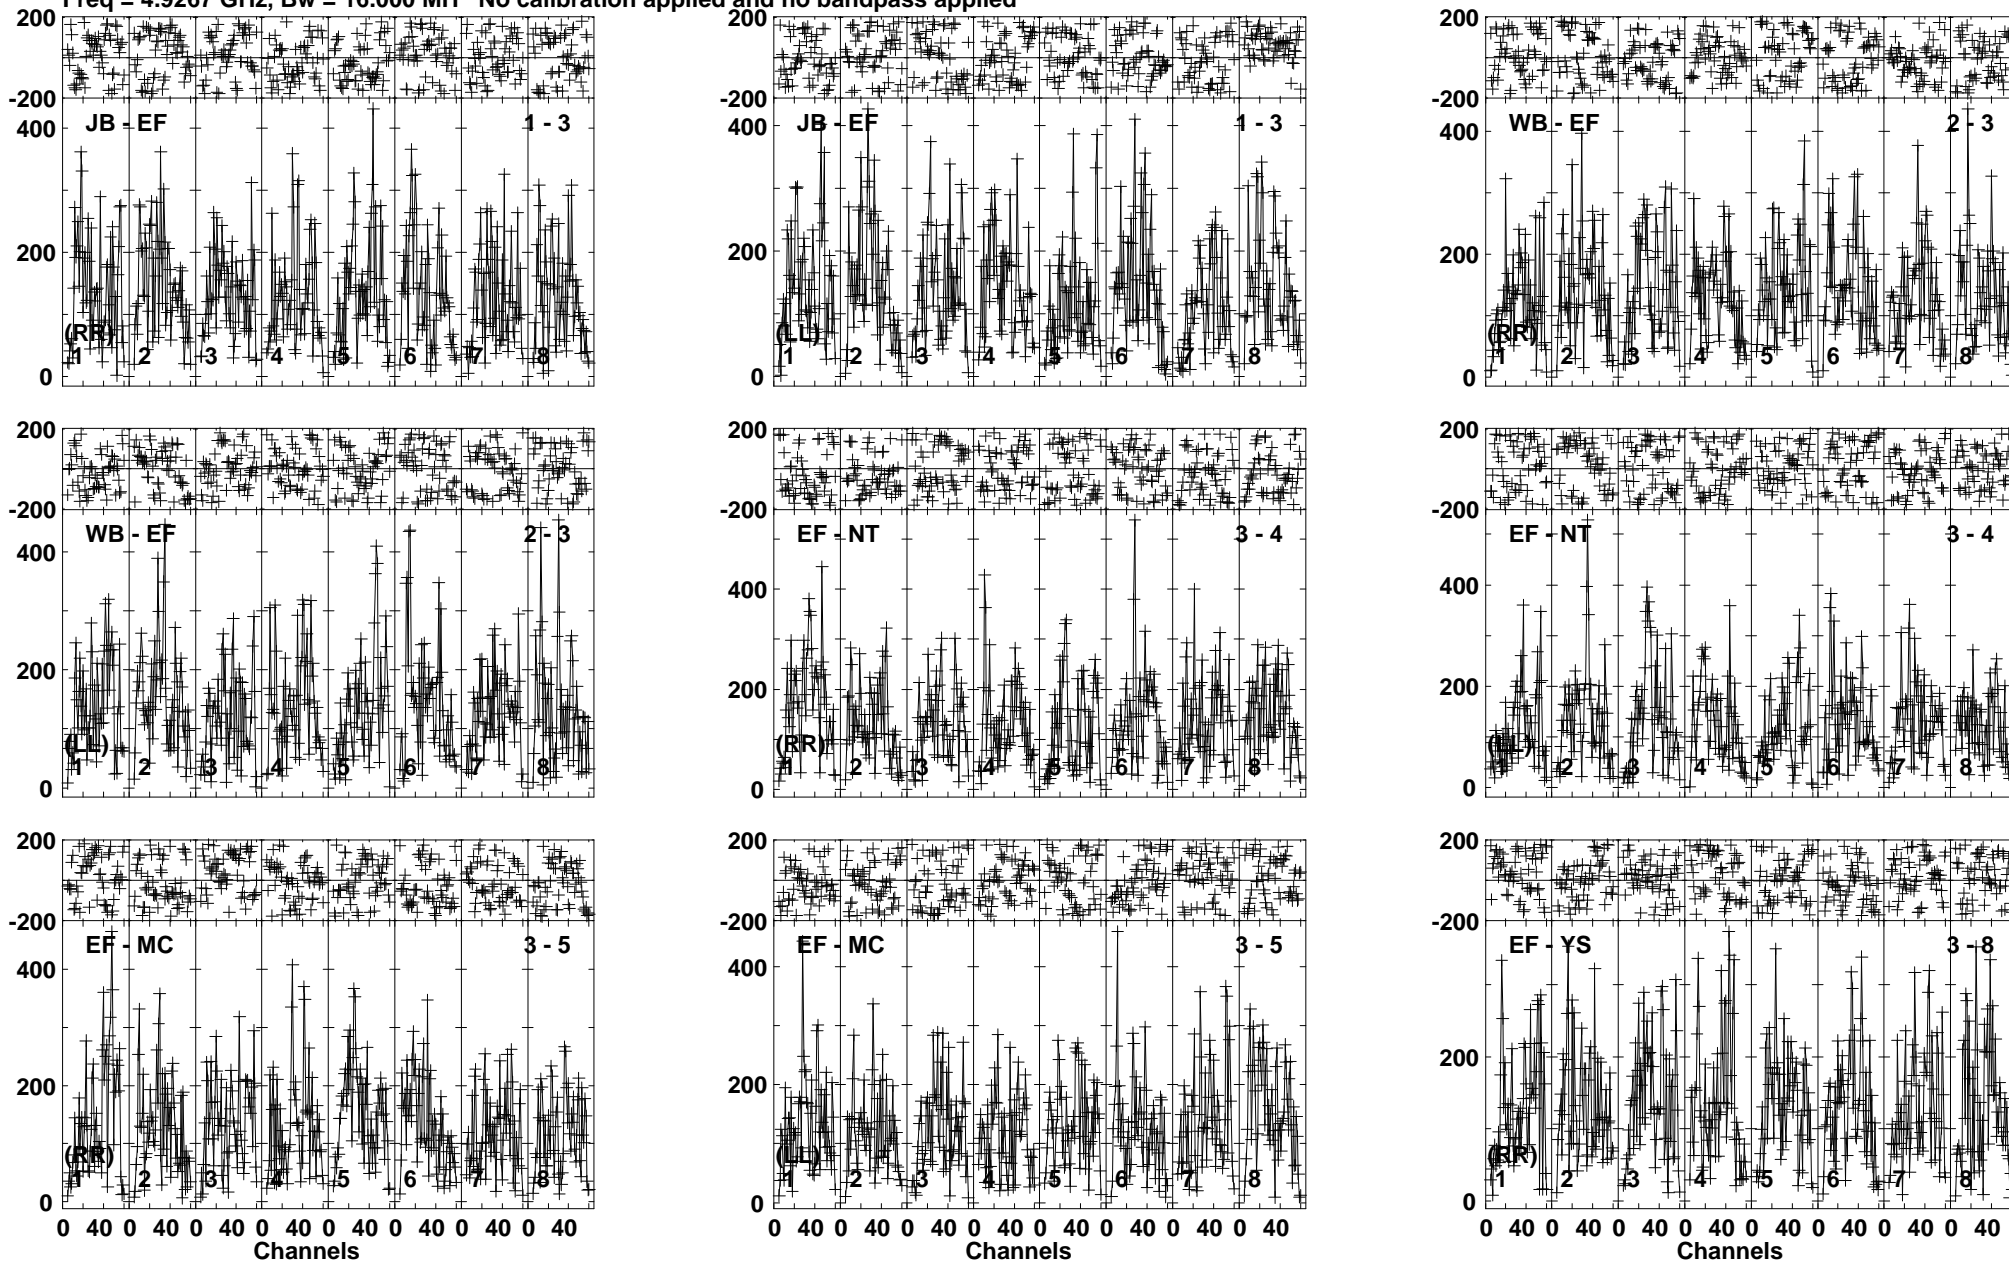 Freq = 4.9267 GHz, Bw = 16.000 MH No calibration applied and no bandpass applied
200 200 200
-200 -200 -200
JB - EF 1 - 3 JB - EF 1 - 3 WB - EF 2 - 3
400 400 400
200 200 200
(RR) (LL) (RR)
1 2 3 4 5 6 7 8 1 2 3 4 5 6 7 8 1 2 3 4 5 6 7 8
0 0 0
200 200 200
-200 -200 -200
WB - EF 2 - 3 EF - NT 3 - 4 EF - NT 3 - 4
400 400 400
200 200 200
(LL) (RR) (LL)
1 2 3 4 5 6 7 8 1 2 3 4 5 6 7 8 1 2 3 4 5 6 7 8
0 0 0
200 200 200
-200 -200 -200
EF - MC 3 - 5 EF - MC 3 - 5 EF - YS 3 - 8
400 400
200 200 200
(RR) (LL) (RR)
1 2 3 4 5 6 7 8 1 2 3 4 5 6 7 8 1 2 3 4 5 6 7 8
0 0 0
0 40 0 40 0 40 0 40 0 40 0 40 0 40 0 40 0 40 0 40 0 40 0 40 0 40 0 40 0 40 0 40 0 40 0 40 0 40 0 40 0 40 0 40 0 40 0 40
Channels Channels Channels